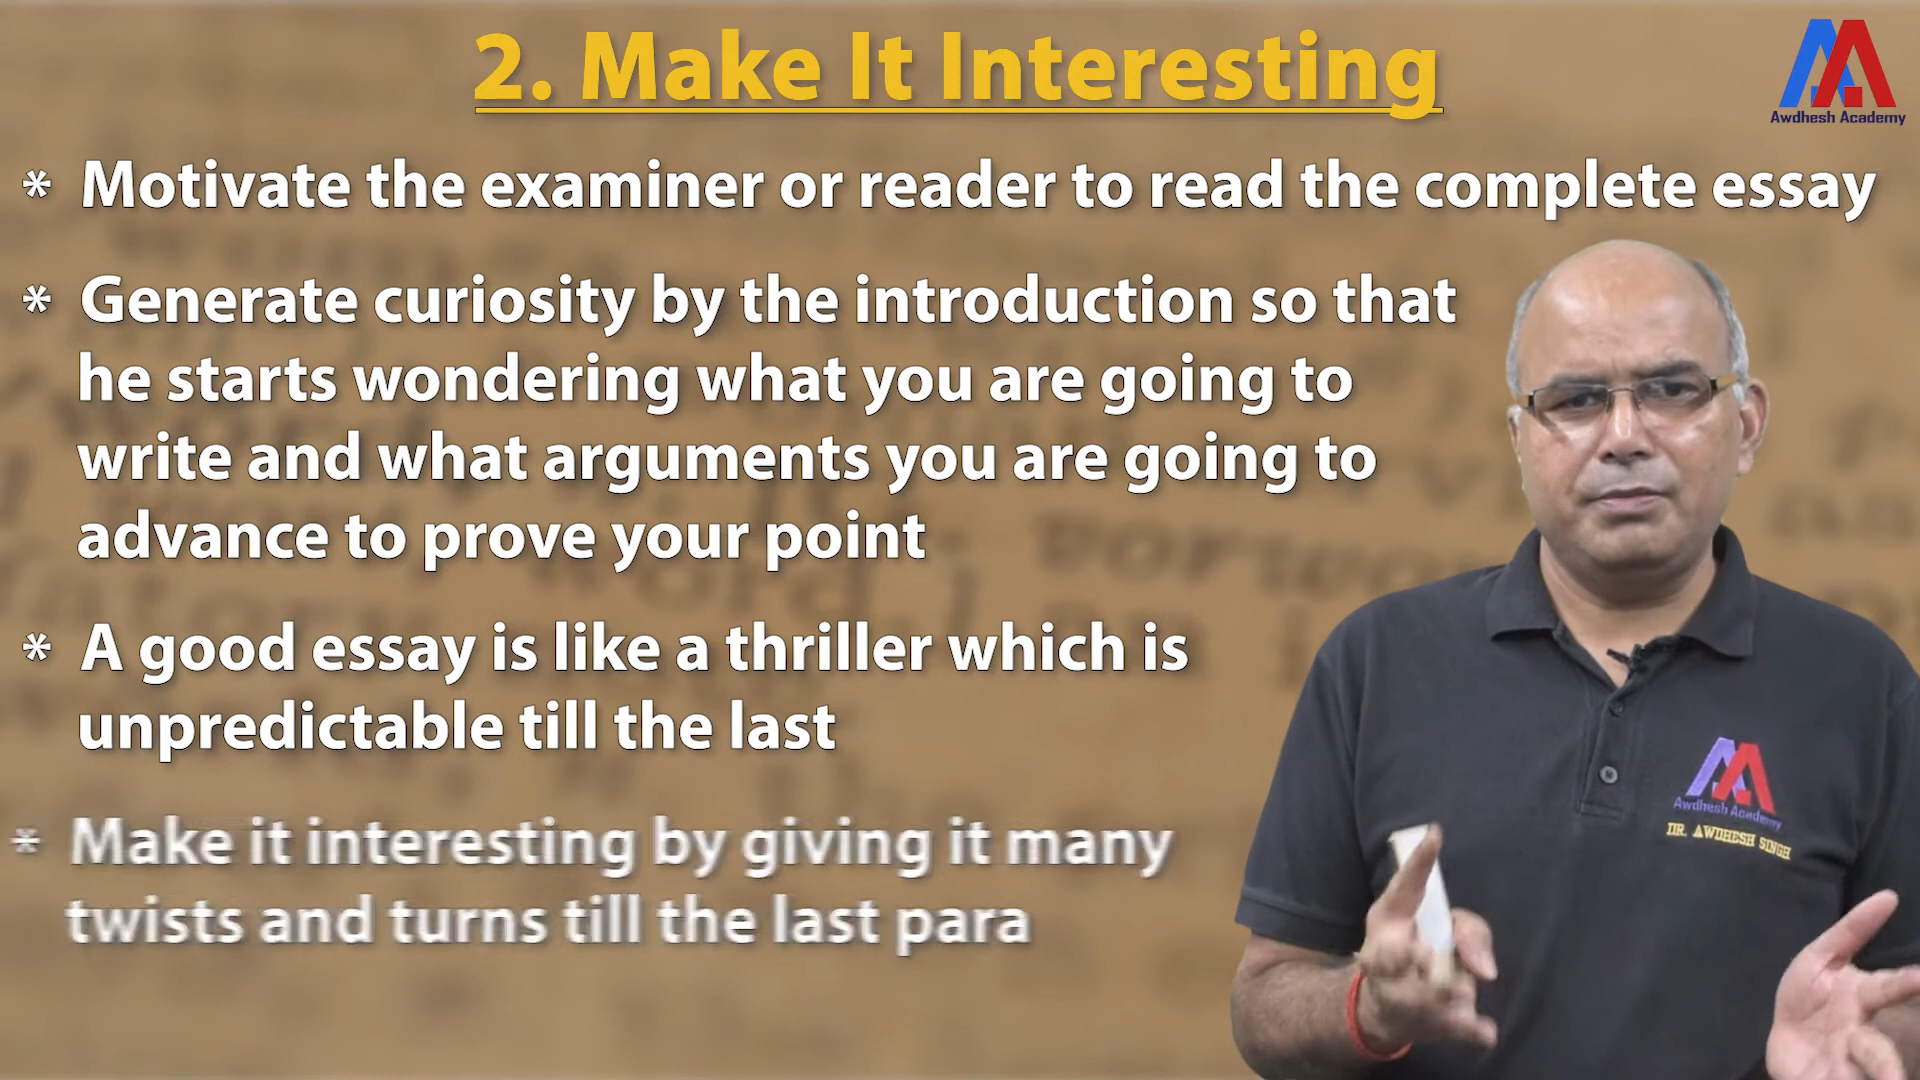 2. Make It Interesting
Awdhesh Academy
* Motivate the examiner or reader to read the complete essay
* Generate curiosity by the introduction so that
he starts wondering what you are going to
write and what arguments you are going to
advance to prove your point
* A good essay is like a thriller which is
unpredictable till the last
* Make it interesting by giving it many
twists and turns till the last para
Awdhesh Academy
DR. AWDHESH SINGH